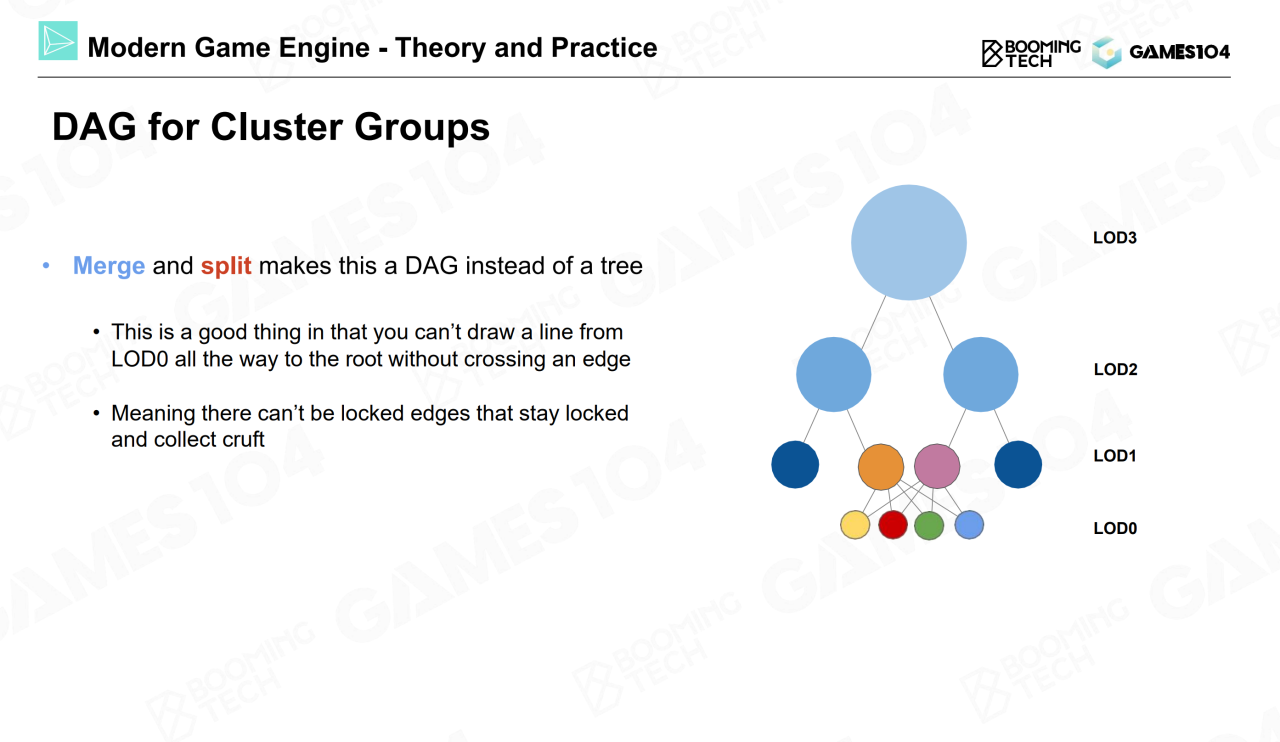 Modern Game Engine - Theory and Practice
BOOMING
TECH
GAMES104
DAG for Cluster Groups
• Merge and split makes this a DAG instead of a tree
• This is a good thing in that you can’t draw a line from
LOD0 all the way to the root without crossing an edge
• Meaning there can’t be locked edges that stay locked
and collect cruft
LOD3
LOD2
LOD1
LOD0